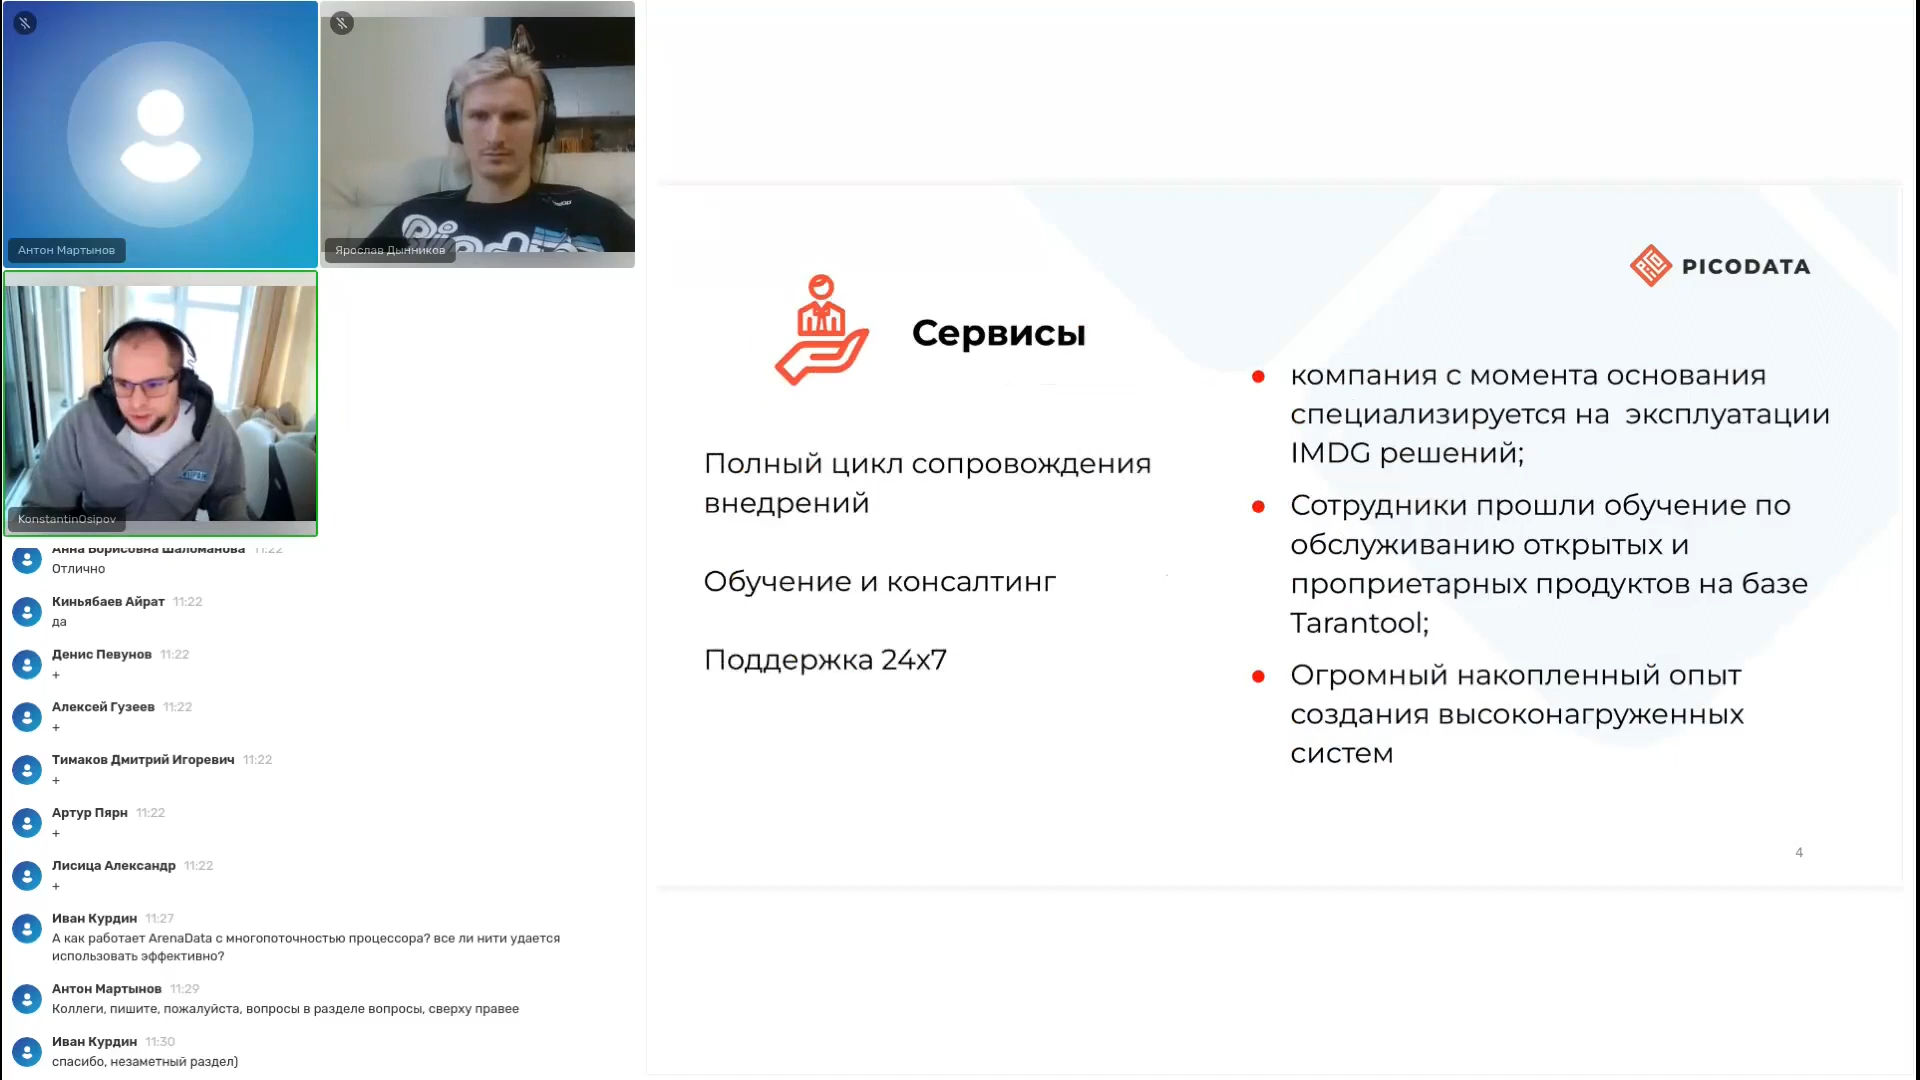 Антон Мартынов
Ярослав Дынников
KonstantinOsipov
Анна Борисовна Шаломанова 11:22
Отлично
Киньябаев Айрат 11:22
да
Денис Певунов 11:22
+
Алексей Гузеев 11:22
+
Тимаков Дмитрий Игоревич 11:22
+
Артур Пярн 11:22
+
Лисица Александр 11:22
+
Иван Курдин 11:27
А как работает ArenaData с многопоточностью процессора? все ли нити удается
использовать эффективно?
Антон Мартынов 11:29
Коллеги, пишите, пожалуйста, вопросы в разделе вопросы, сверху правее
Иван Курдин 11:30
спасибо, незаметный раздел)
PICODATA
Сервисы
Полный цикл сопровождения
внедрений
Обучение и консалтинг
Поддержка 24x7
• компания с момента основания
специализируется на эксплуатации
IMDG решений;
• Сотрудники прошли обучение по
обслуживанию открытых и
проприетарных продуктов на базе
Tarantool;
• Огромный накопленный опыт
создания высоконагруженных
систем
4